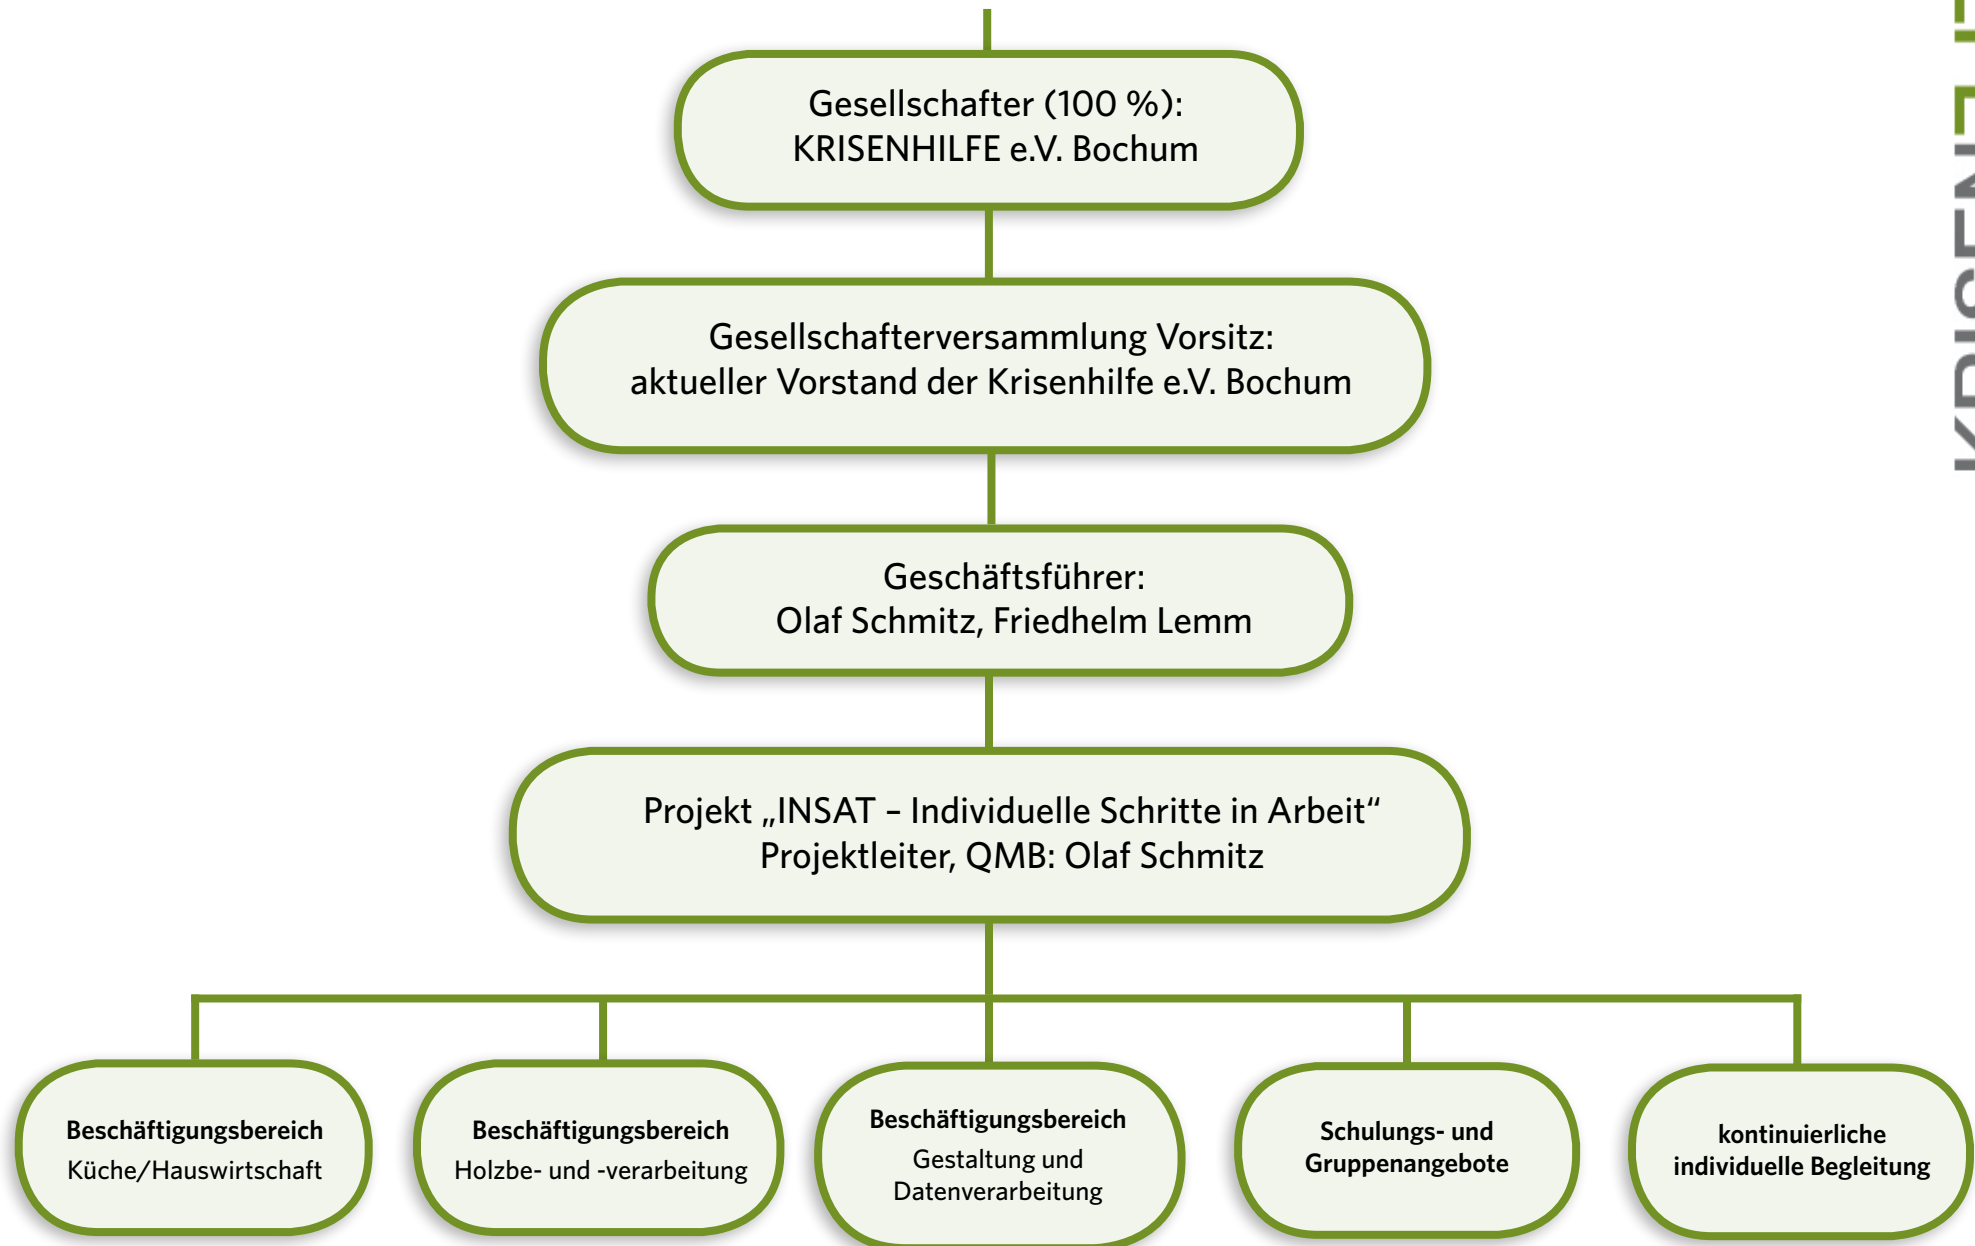 Gesellschafter (100 %):
KRISENHILFE e.V. Bochum
Gesellschafterversammlung Vorsitz:
aktueller Vorstand der Krisenhilfe e.V. Bochum
Geschäftsführer:
Olaf Schmitz, Friedhelm Lemm
Projekt „INSAT – Individuelle Schritte in Arbeit“
Projektleiter, QMB: Olaf Schmitz
Beschäftigungsbereich
Küche/Hauswirtschaft
Beschäftigungsbereich
Holzbe- und -verarbeitung
Beschäftigungsbereich
Gestaltung und
Datenverarbeitung
Schulungs- und
Gruppenangebote
kontinuierliche
individuelle Begleitung